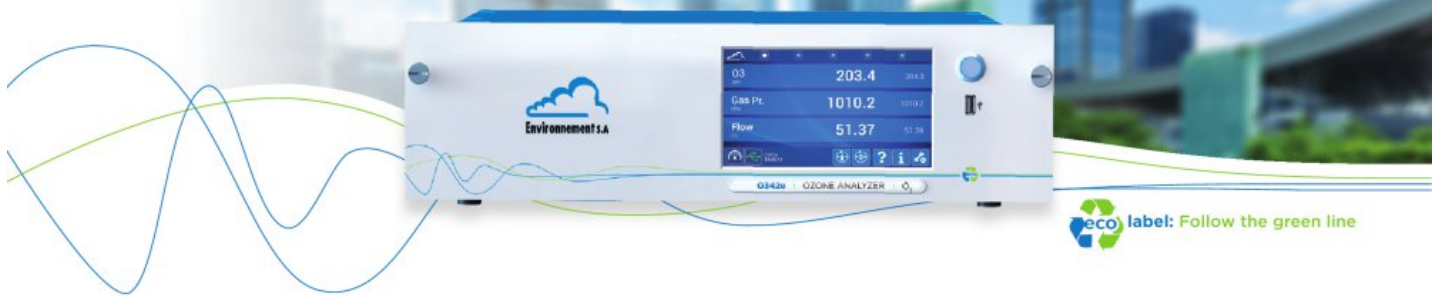 O3
203.4
Gas Pr.
1010.2
Flow
51.37
Environnement S.A
O342e OZONE ANALYZER O3
eco label: Follow the green line